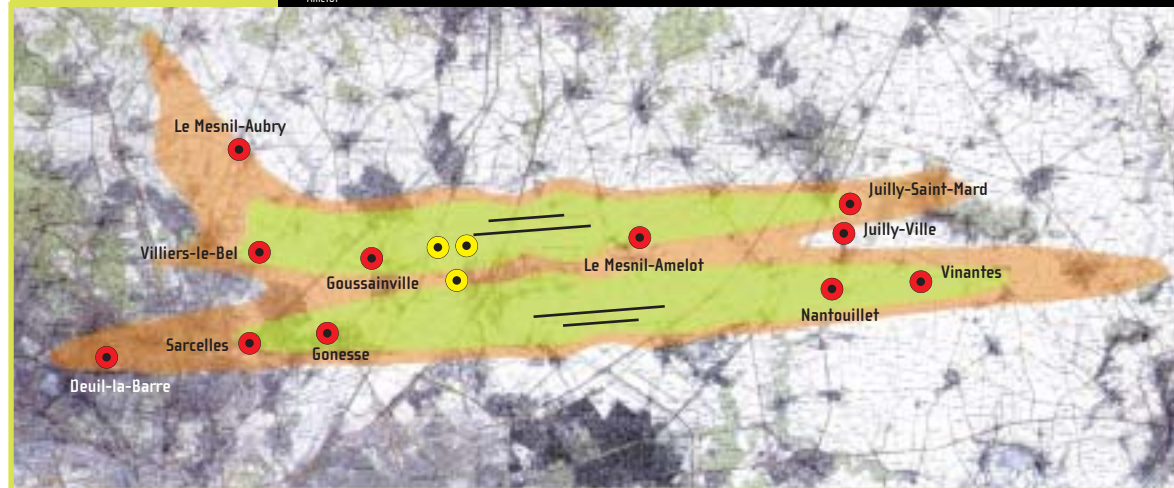 Amelot
Le Mesnil-Aubry
Juilly-Saint-Mard
Juilly-Ville
Villiers-le-Bel
Le Mesnil-Amelot
Goussainville
Vinantes
Nantouillet
Sarcelles
Gonesse
Deuil-la-Barre